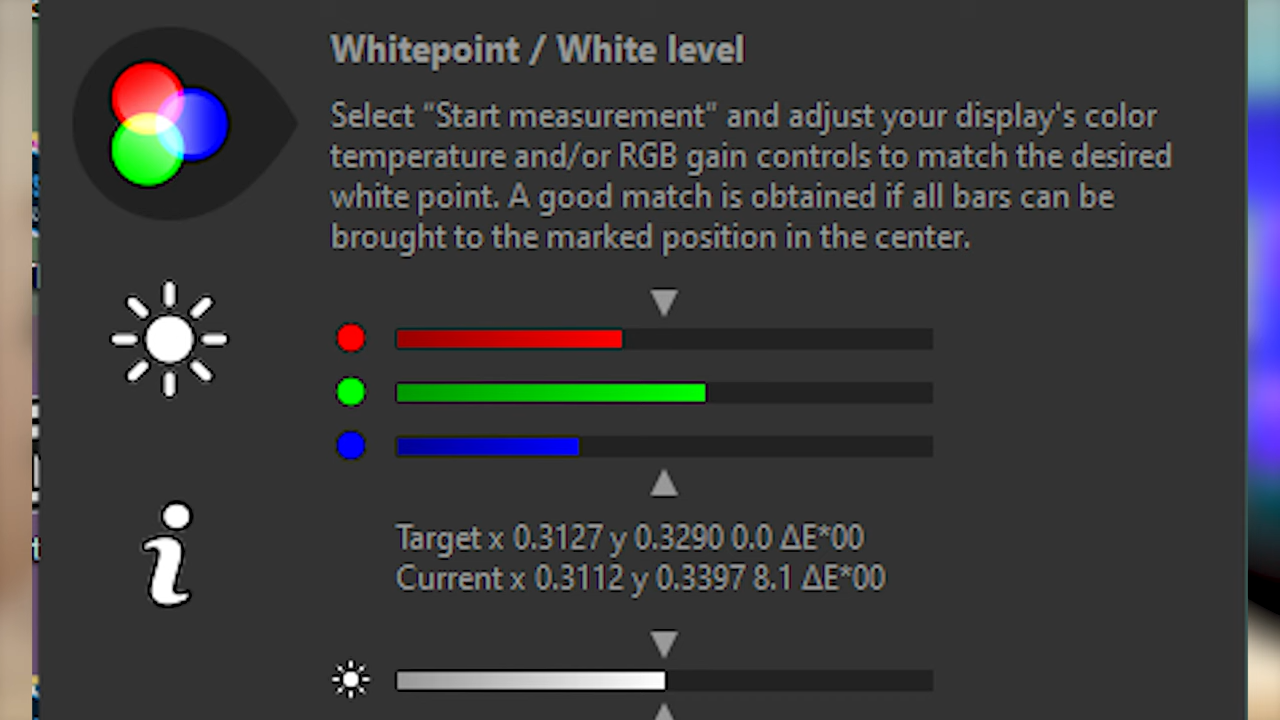 Whitepoint / White level
Select “Start measurement” and adjust your display's color
temperature and/or RGB gain controls to match the desired
white point. A good match is obtained if all bars can be
brought to the marked position in the center.
Target x 0.3127 y 0.3290 0.0 ΔE*00
Current x 0.3112 y 0.3397 8.1 ΔE*00